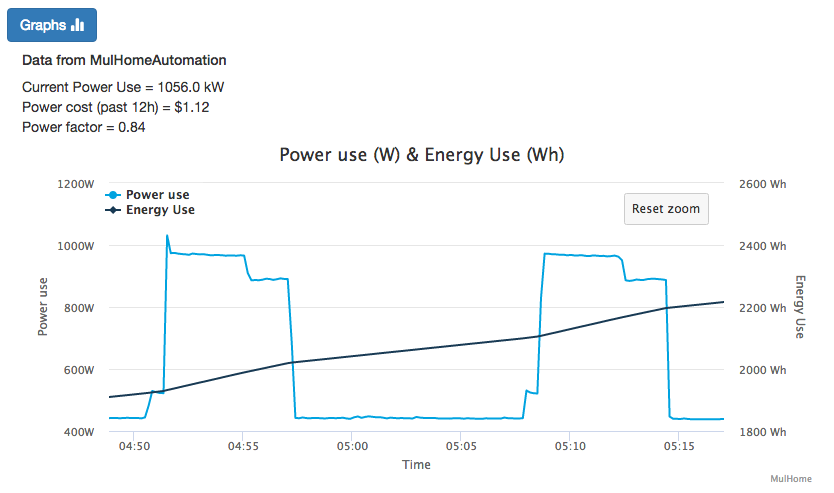 Graphs
Data from MulHomeAutomation
Current Power Use = 1056.0 kW
Power cost (past 12h) = $1.12
Power factor = 0.84
Power use (W) & Energy Use (Wh)
1200W
1000W
800W
600W
400W
Power use
Power use
Energy Use
Reset zoom
2600 Wh
2400 Wh
2200 Wh
2000 Wh
1800 Wh
Energy Use
04:50 04:55 05:00 05:05 05:10 05:15
Time
MulHome